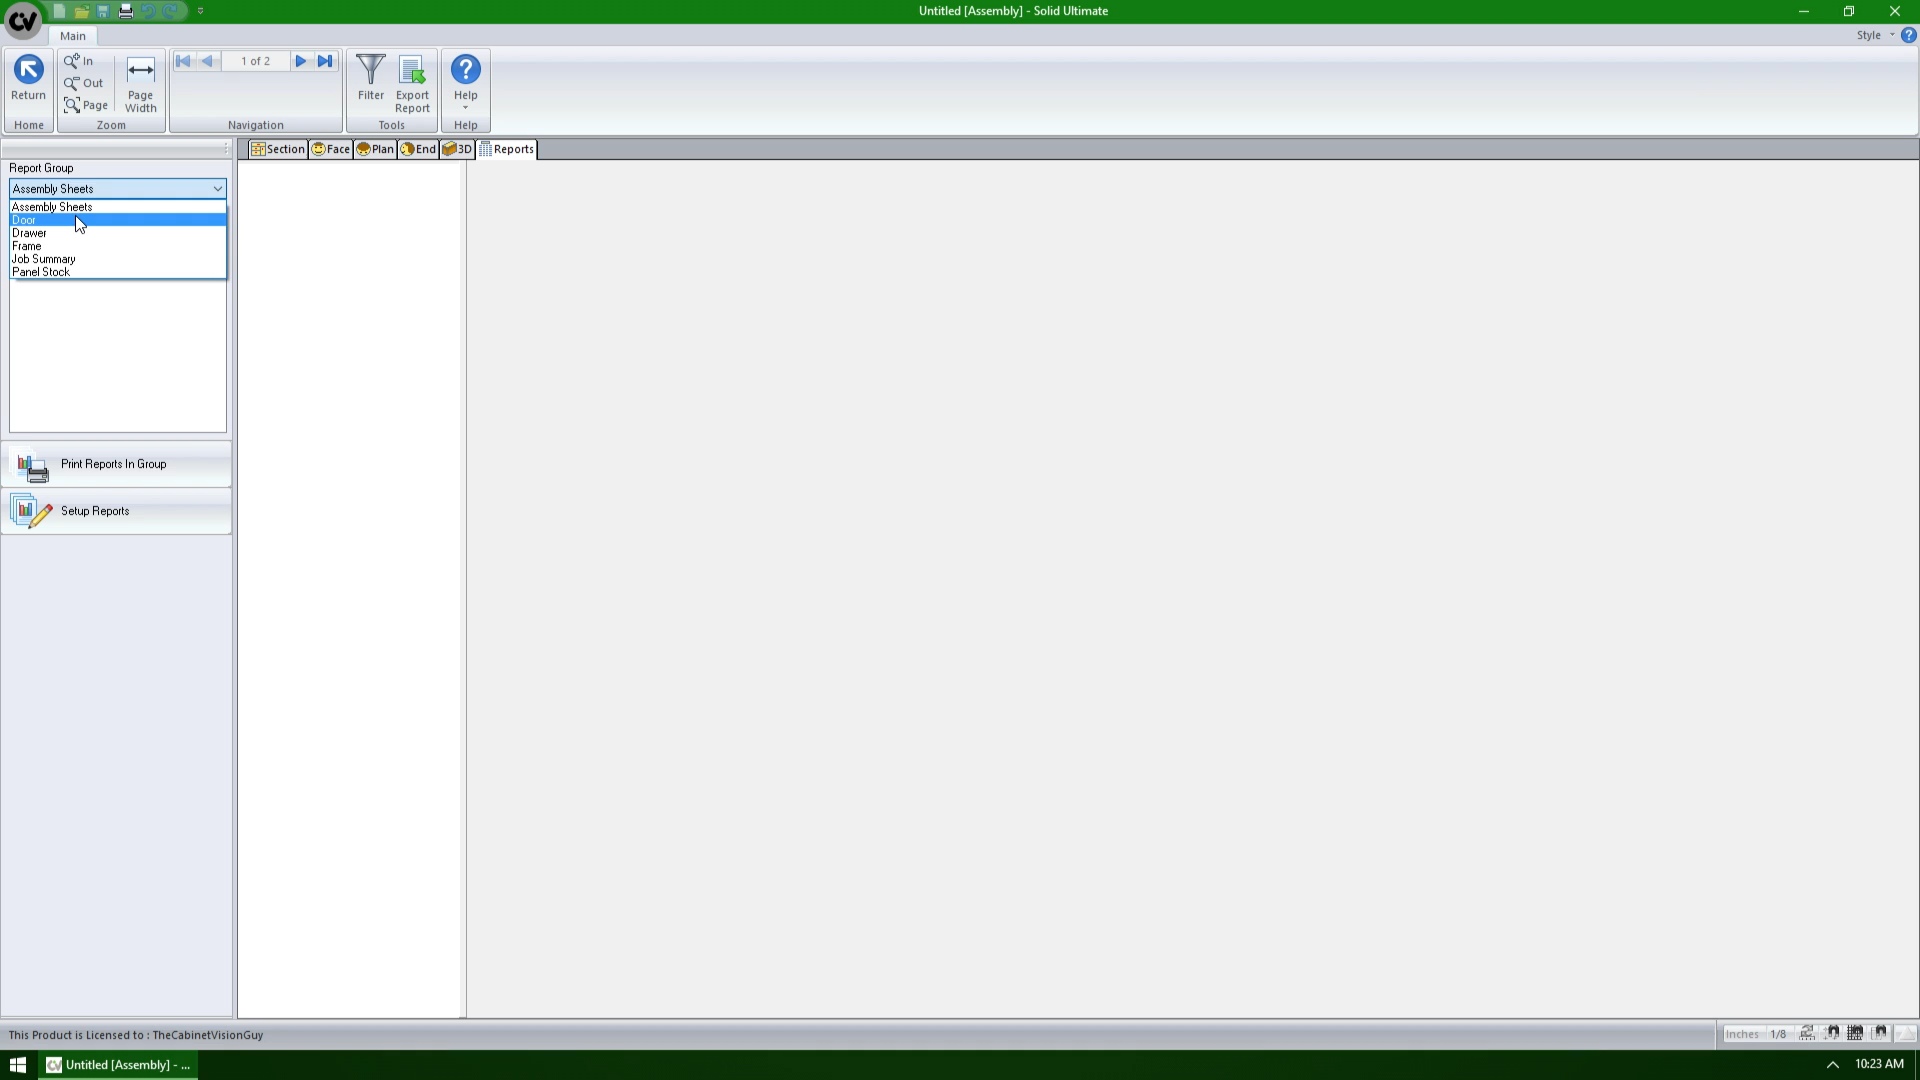 CV
Untitled [Assembly] - Solid Ultimate
Main
Style
Return
In
Out
Page
Page Width
1 of 2
Filter
Export Report
Help
Home
Zoom
Navigation
Tools
Help
Section
Face
Plan
End
3D
Reports
Report Group
Assembly Sheets
Assembly Sheets
Door
Drawer
Frame
Job Summary
Panel Stock
Print Reports In Group
Setup Reports
This Product is Licensed to : TheCabinetVisionGuy
Inches
1/8
Untitled [Assembly] - ...
10:23 AM